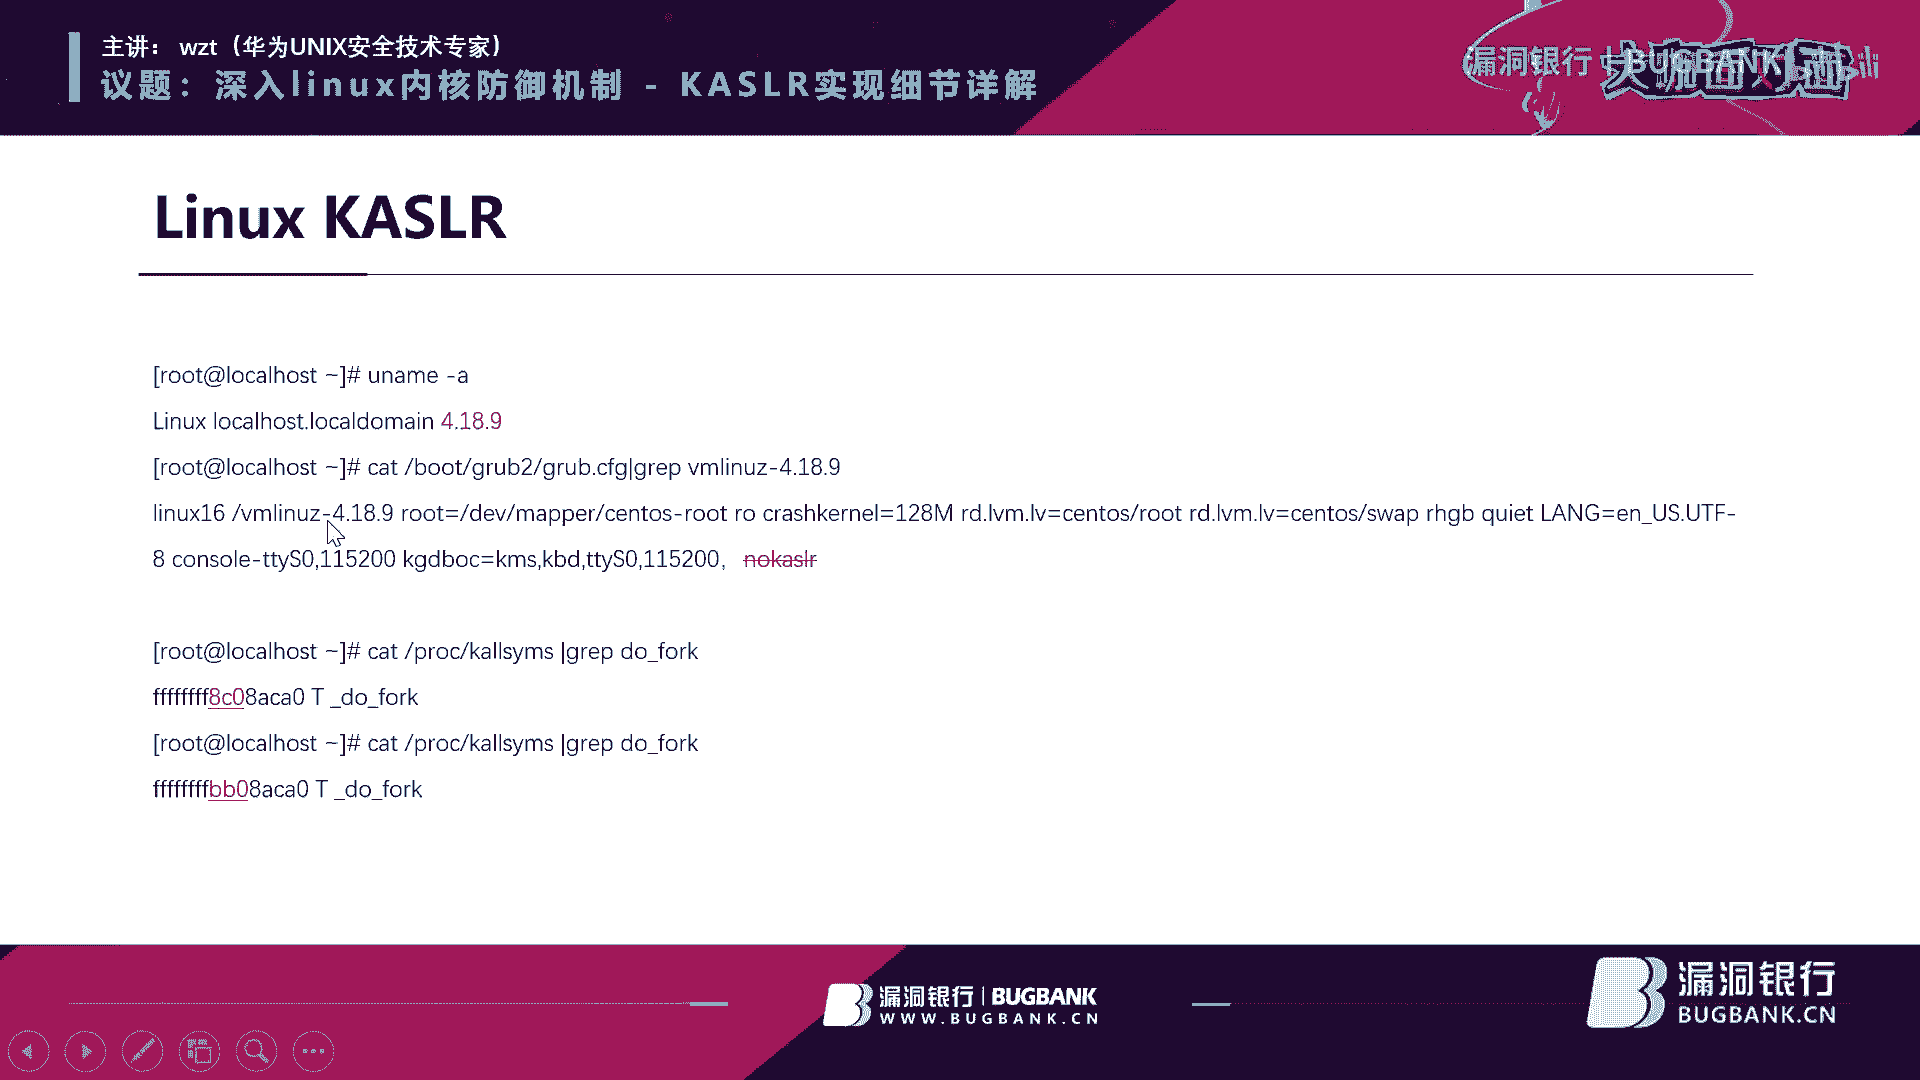 主讲： wzt（华为UNIX安全技术专家）
议题：深入linux内核防御机制 - KASLR实现细节详解
漏洞银行 BUGBANK
Linux KASLR
[root@localhost ~]# uname -a
Linux localhost.localdomain 4.18.9
[root@localhost ~]# cat /boot/grub2/grub.cfg|grep vmlinuz-4.18.9
linux16 /vmlinuz-4.18.9 root=/dev/mapper/centos-root ro crashkernel=128M rd.lvm.lv=centos/root rd.lvm.lv=centos/swap rhgb quiet LANG=en_US.UTF-
8 console-ttyS0,115200 kgdboc=kms,kbd,ttyS0,115200， nokaslr
[root@localhost ~]# cat /proc/kallsyms |grep do_fork
ffffffff8c08aca0 T _do_fork
[root@localhost ~]# cat /proc/kallsyms |grep do_fork
ffffffffbb08aca0 T _do_fork
漏洞银行 | BUGBANK
WWW.BUGBANK.CN
漏洞银行
BUGBANK.CN